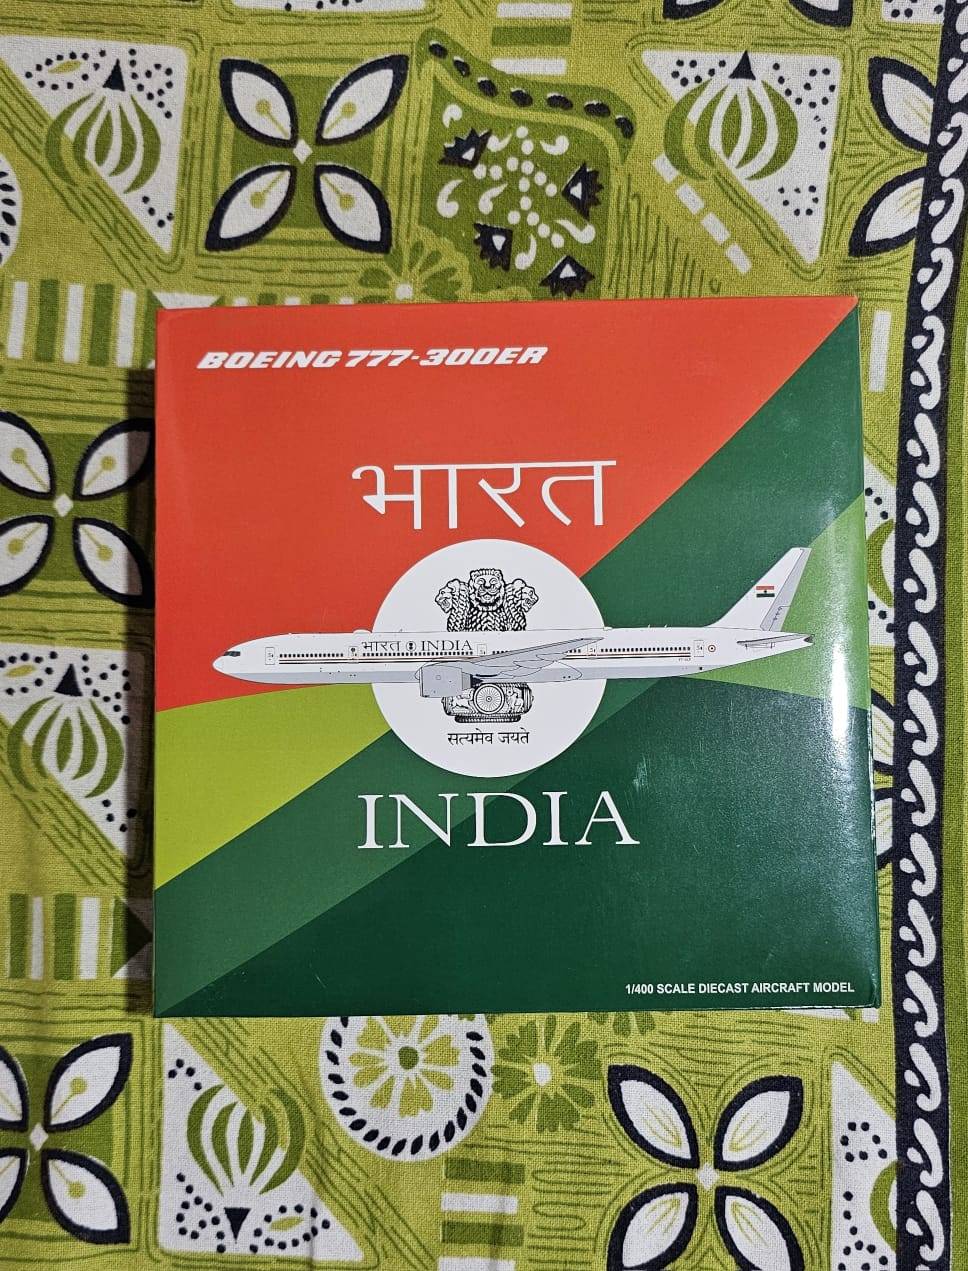 BOEING 777-300ER
भारत
भारत INDIA
सत्यमेव जयते
INDIA
1/400 SCALE DIECAST AIRCRAFT MODEL